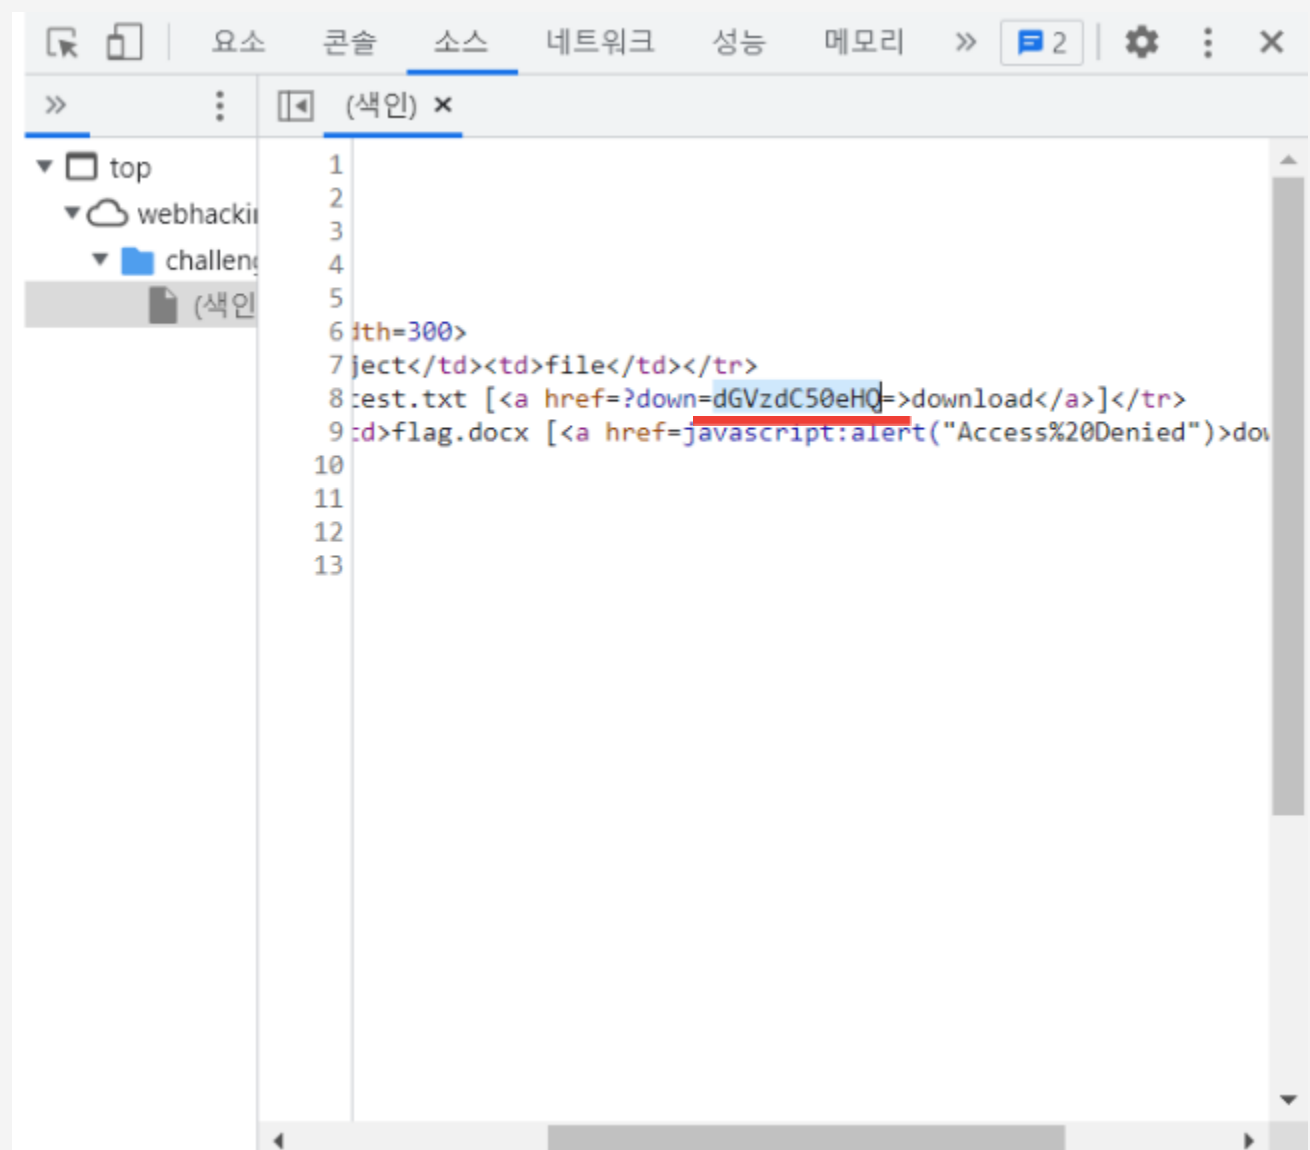 요소 콘솔 소스 네트워크 성능 메모리 » 2
» (색인) ×
top
webhackin
challeng
(색인
1
2
3
4
5
6 dth=300>
7 ject</td><td>file</td></tr>
8 test.txt [<a href=?down=dGVzdC50eHQ=>download</a>]</tr>
9 td>flag.docx [<a href=javascript:alert("Access%20Denied")>dow
10
11
12
13